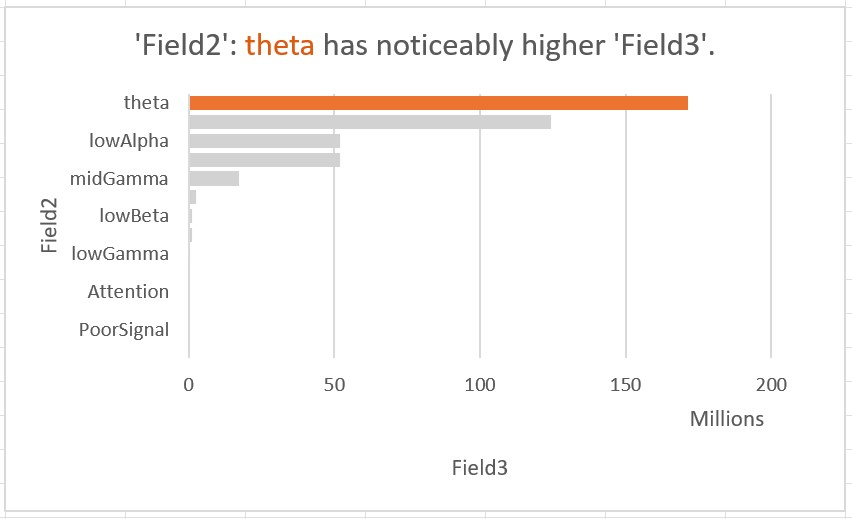 'Field2': theta has noticeably higher 'Field3'.
theta
lowAlpha
midGamma
lowBeta
lowGamma
Attention
PoorSignal
Field2
0 50 100 150 200
Millions
Field3